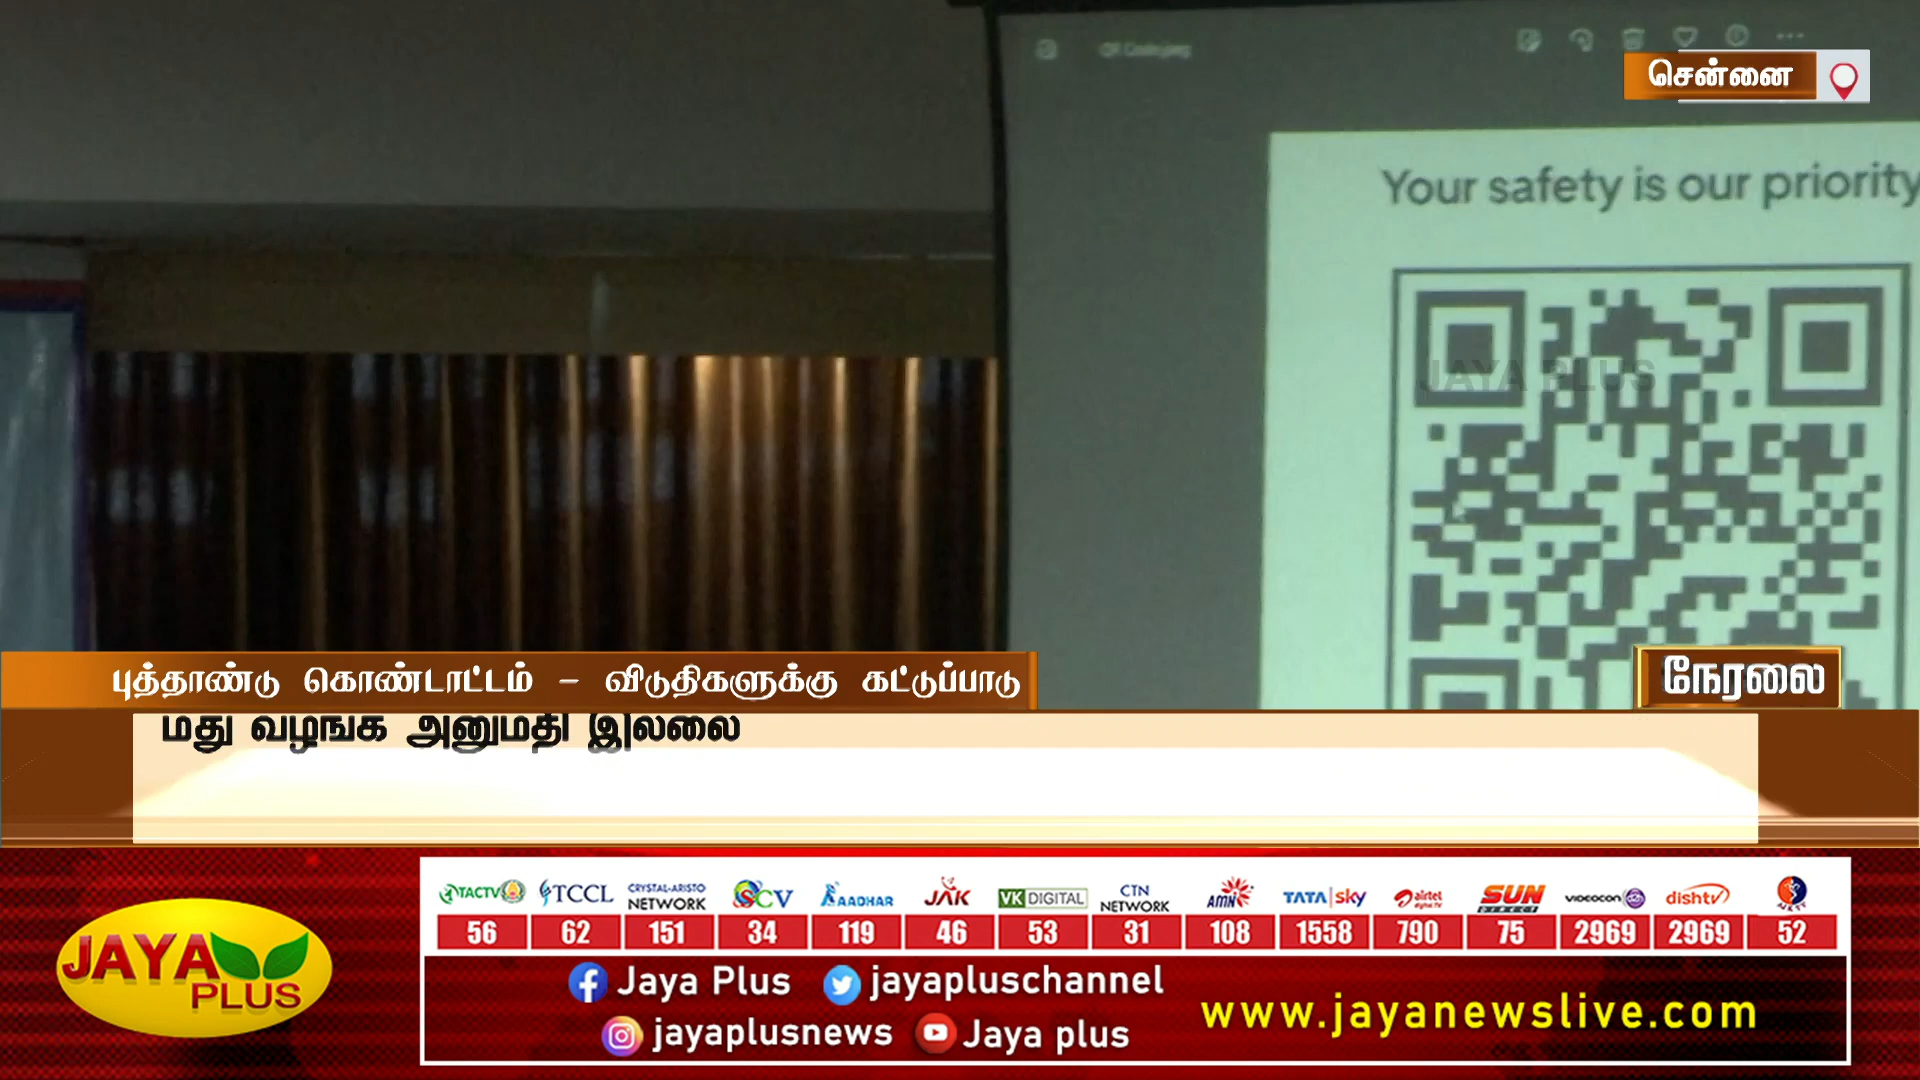 சென்னை
Your safety is our priority
JAYA PLUS
புத்தாண்டு கொண்டாட்டம் – விடுதிகளுக்கு கட்டுப்பாடு
நேரலை
மது வழங்க அனுமதி இல்லை
TACTV TCCL CRYSTAL-ARISTO NETWORK SCV AADHAR JAK VK DIGITAL CTN NETWORK AMN TATA sky airtel digital TV SUN DIRECT VIDEOCON dishtv
56 62 151 34 119 46 53 31 108 1558 790 75 2969 2969 52
JAYA PLUS
Jaya Plus jayapluschannel
jayaplusnews Jaya plus
www.jayanewslive.com